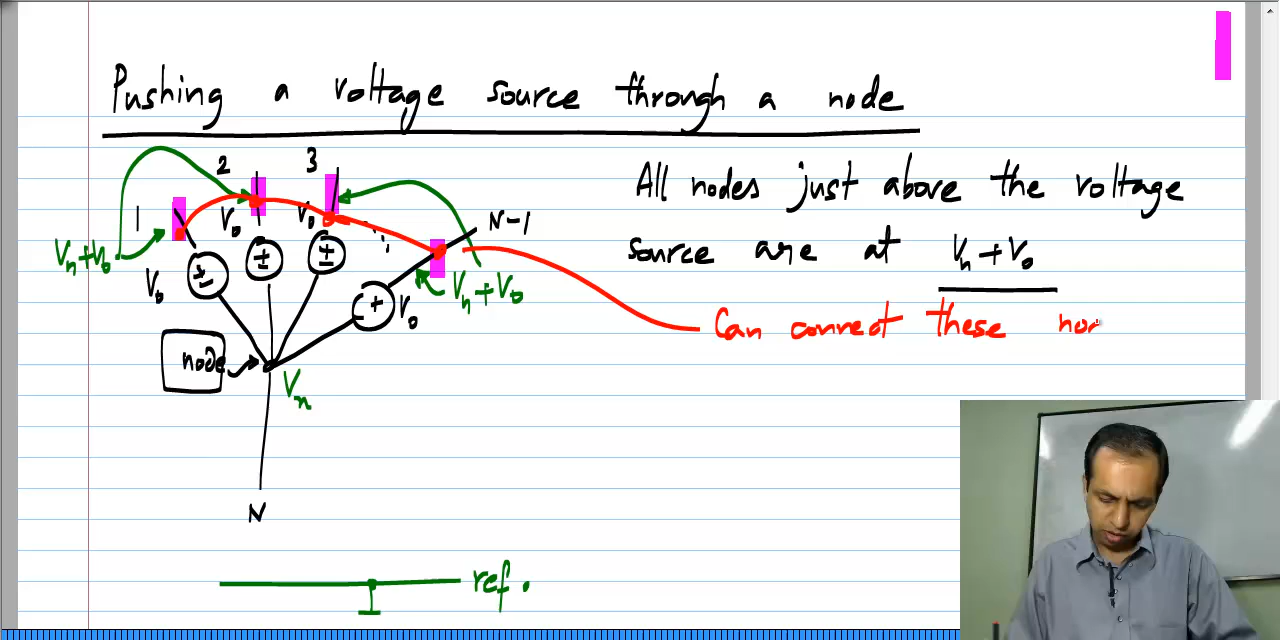 Pushing a voltage source through a node
2
3
1
V₀
V₀
N-1
All nodes just above the voltage
Vn+V₀
V₀
source are at Vn+V₀
Vn+V₀
V₀
Can connect these
node
Vn
N
ref.